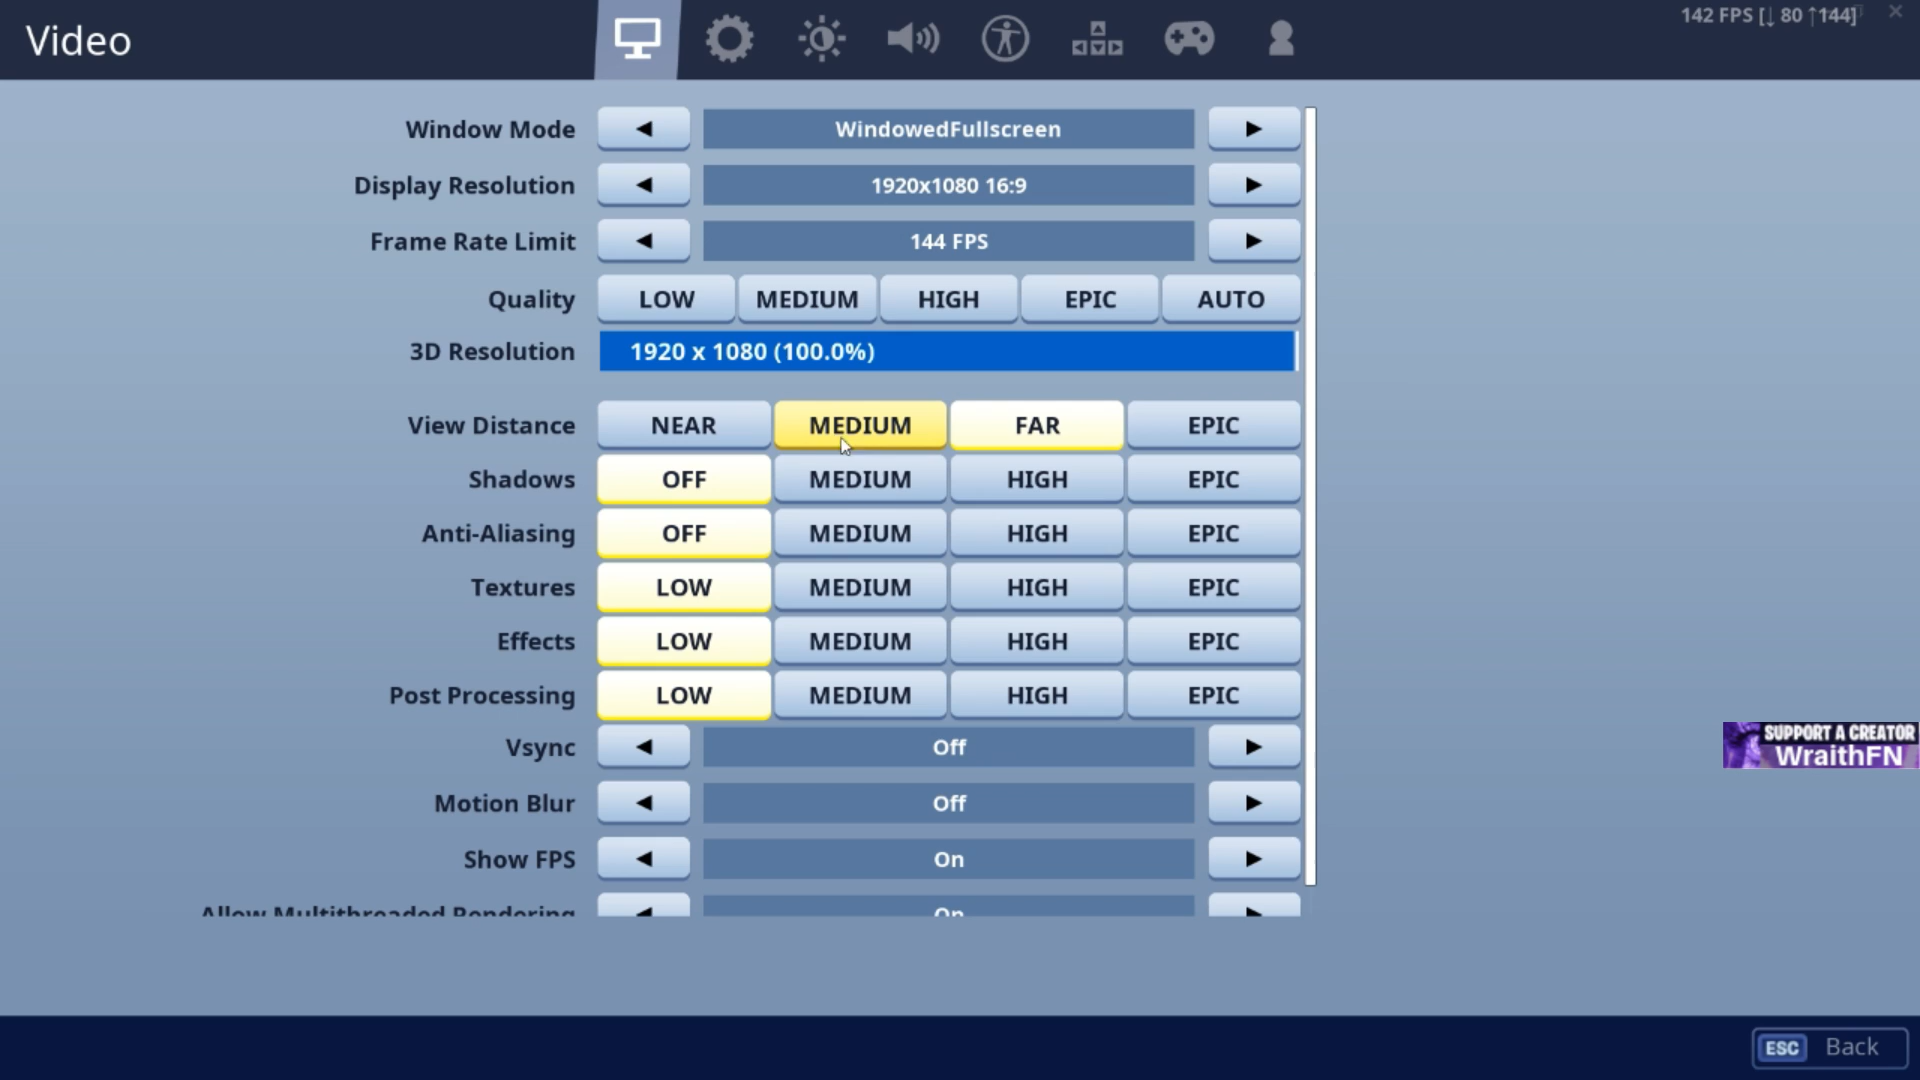 Video
142 FPS [↓ 80 ↑144]
Window Mode WindowedFullscreen
Display Resolution 1920x1080 16:9
Frame Rate Limit 144 FPS
Quality LOW MEDIUM HIGH EPIC AUTO
3D Resolution 1920 x 1080 (100.0%)
View Distance NEAR MEDIUM FAR EPIC
Shadows OFF MEDIUM HIGH EPIC
Anti-Aliasing OFF MEDIUM HIGH EPIC
Textures LOW MEDIUM HIGH EPIC
Effects LOW MEDIUM HIGH EPIC
Post Processing LOW MEDIUM HIGH EPIC
Vsync Off
SUPPORT A CREATOR
WraithFN
Motion Blur Off
Show FPS On
Allow Multithreaded Rendering On
ESC Back